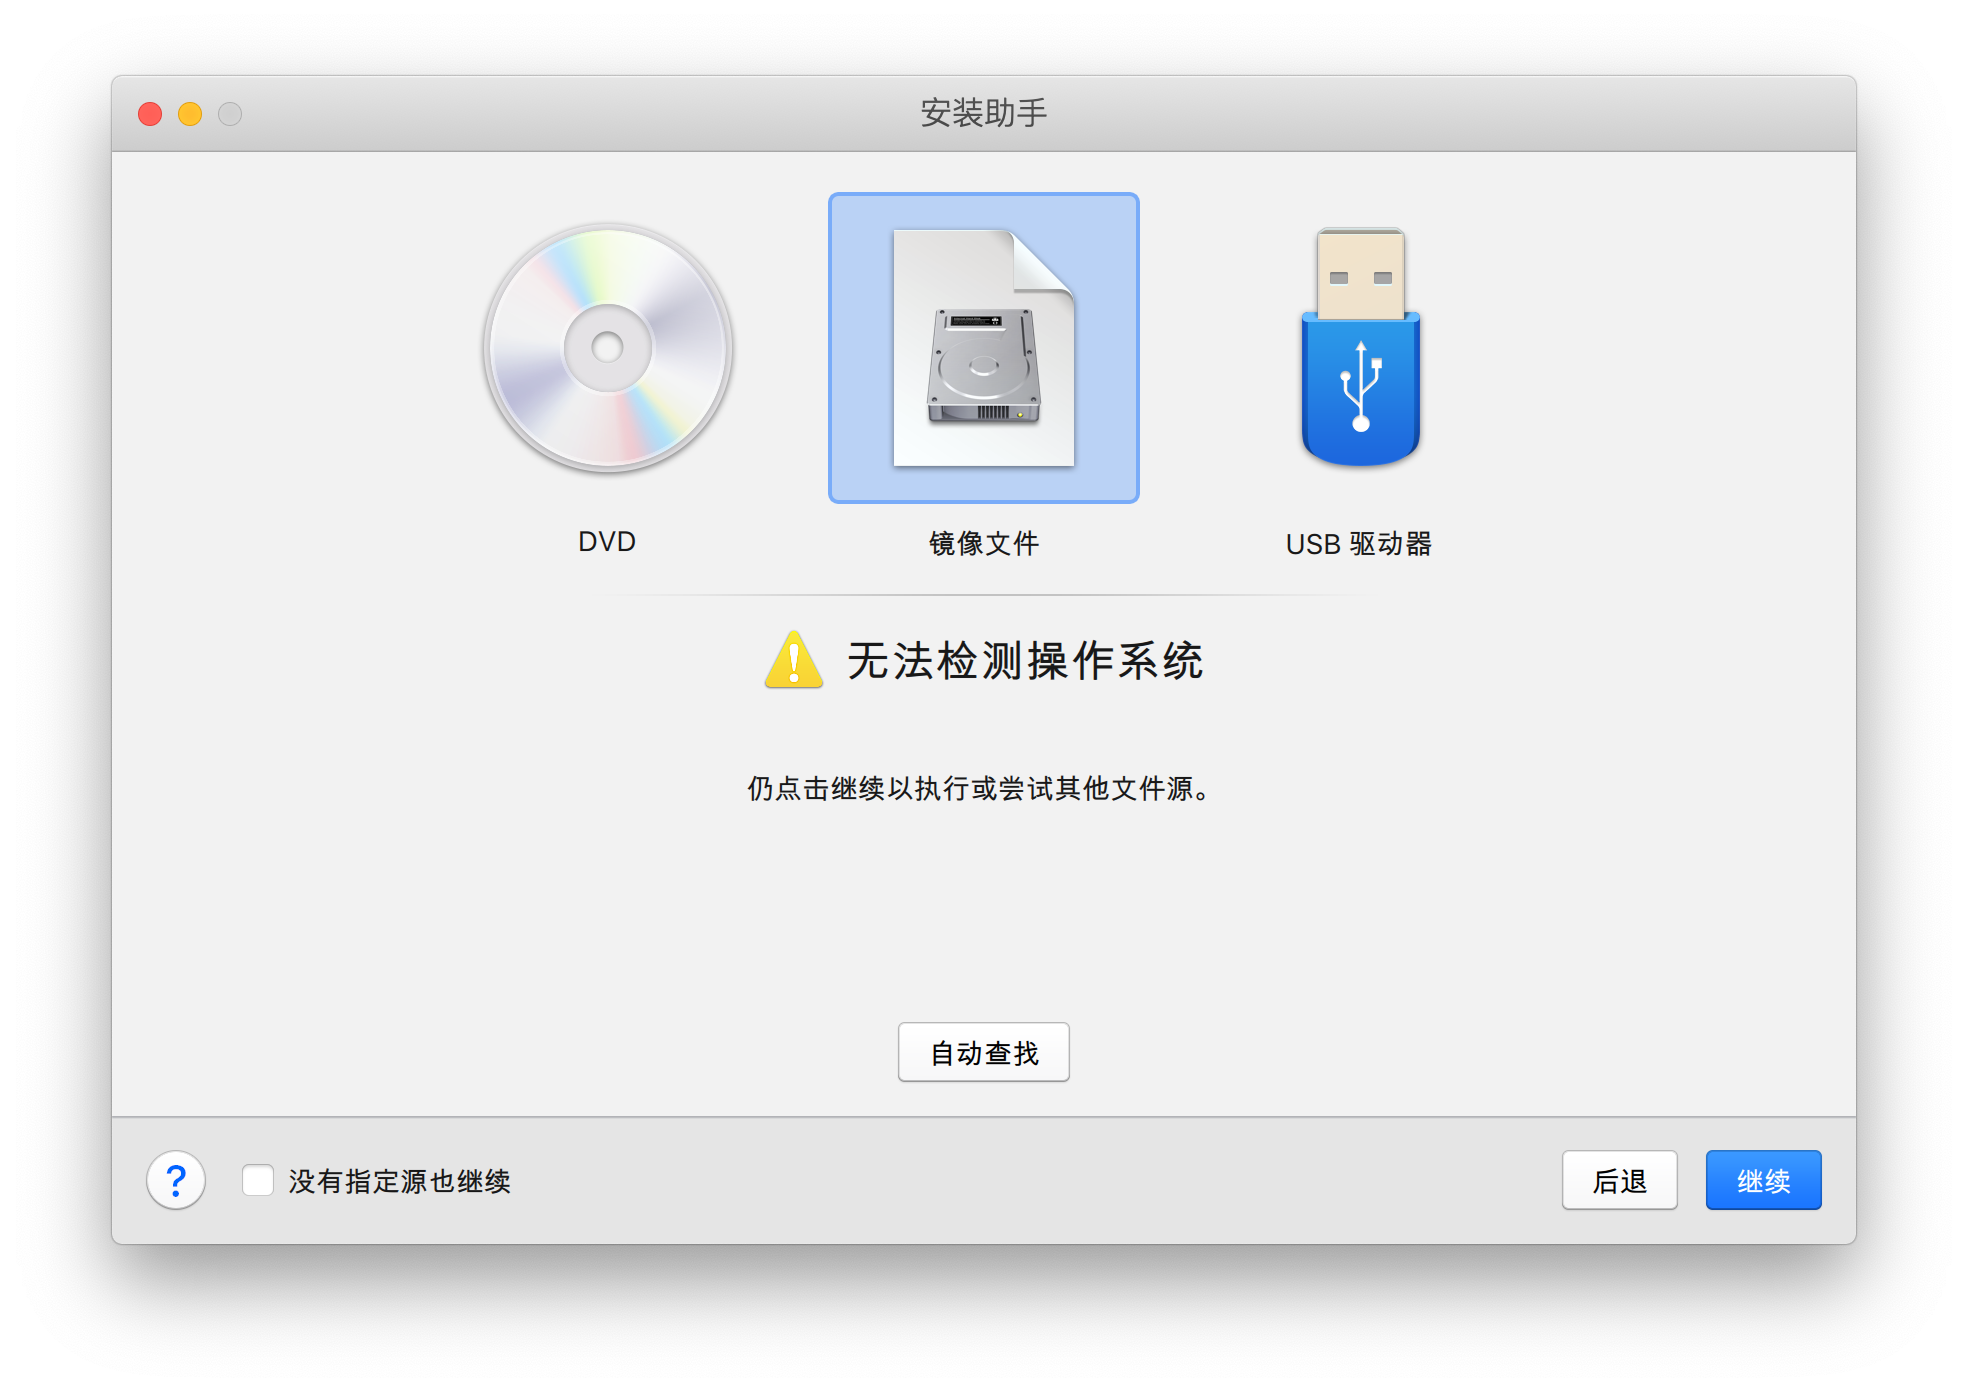 安装助手
DVD
镜像文件
USB 驱动器
无法检测操作系统
仍点击继续以执行或尝试其他文件源。
自动查找
?
没有指定源也继续
后退
继续